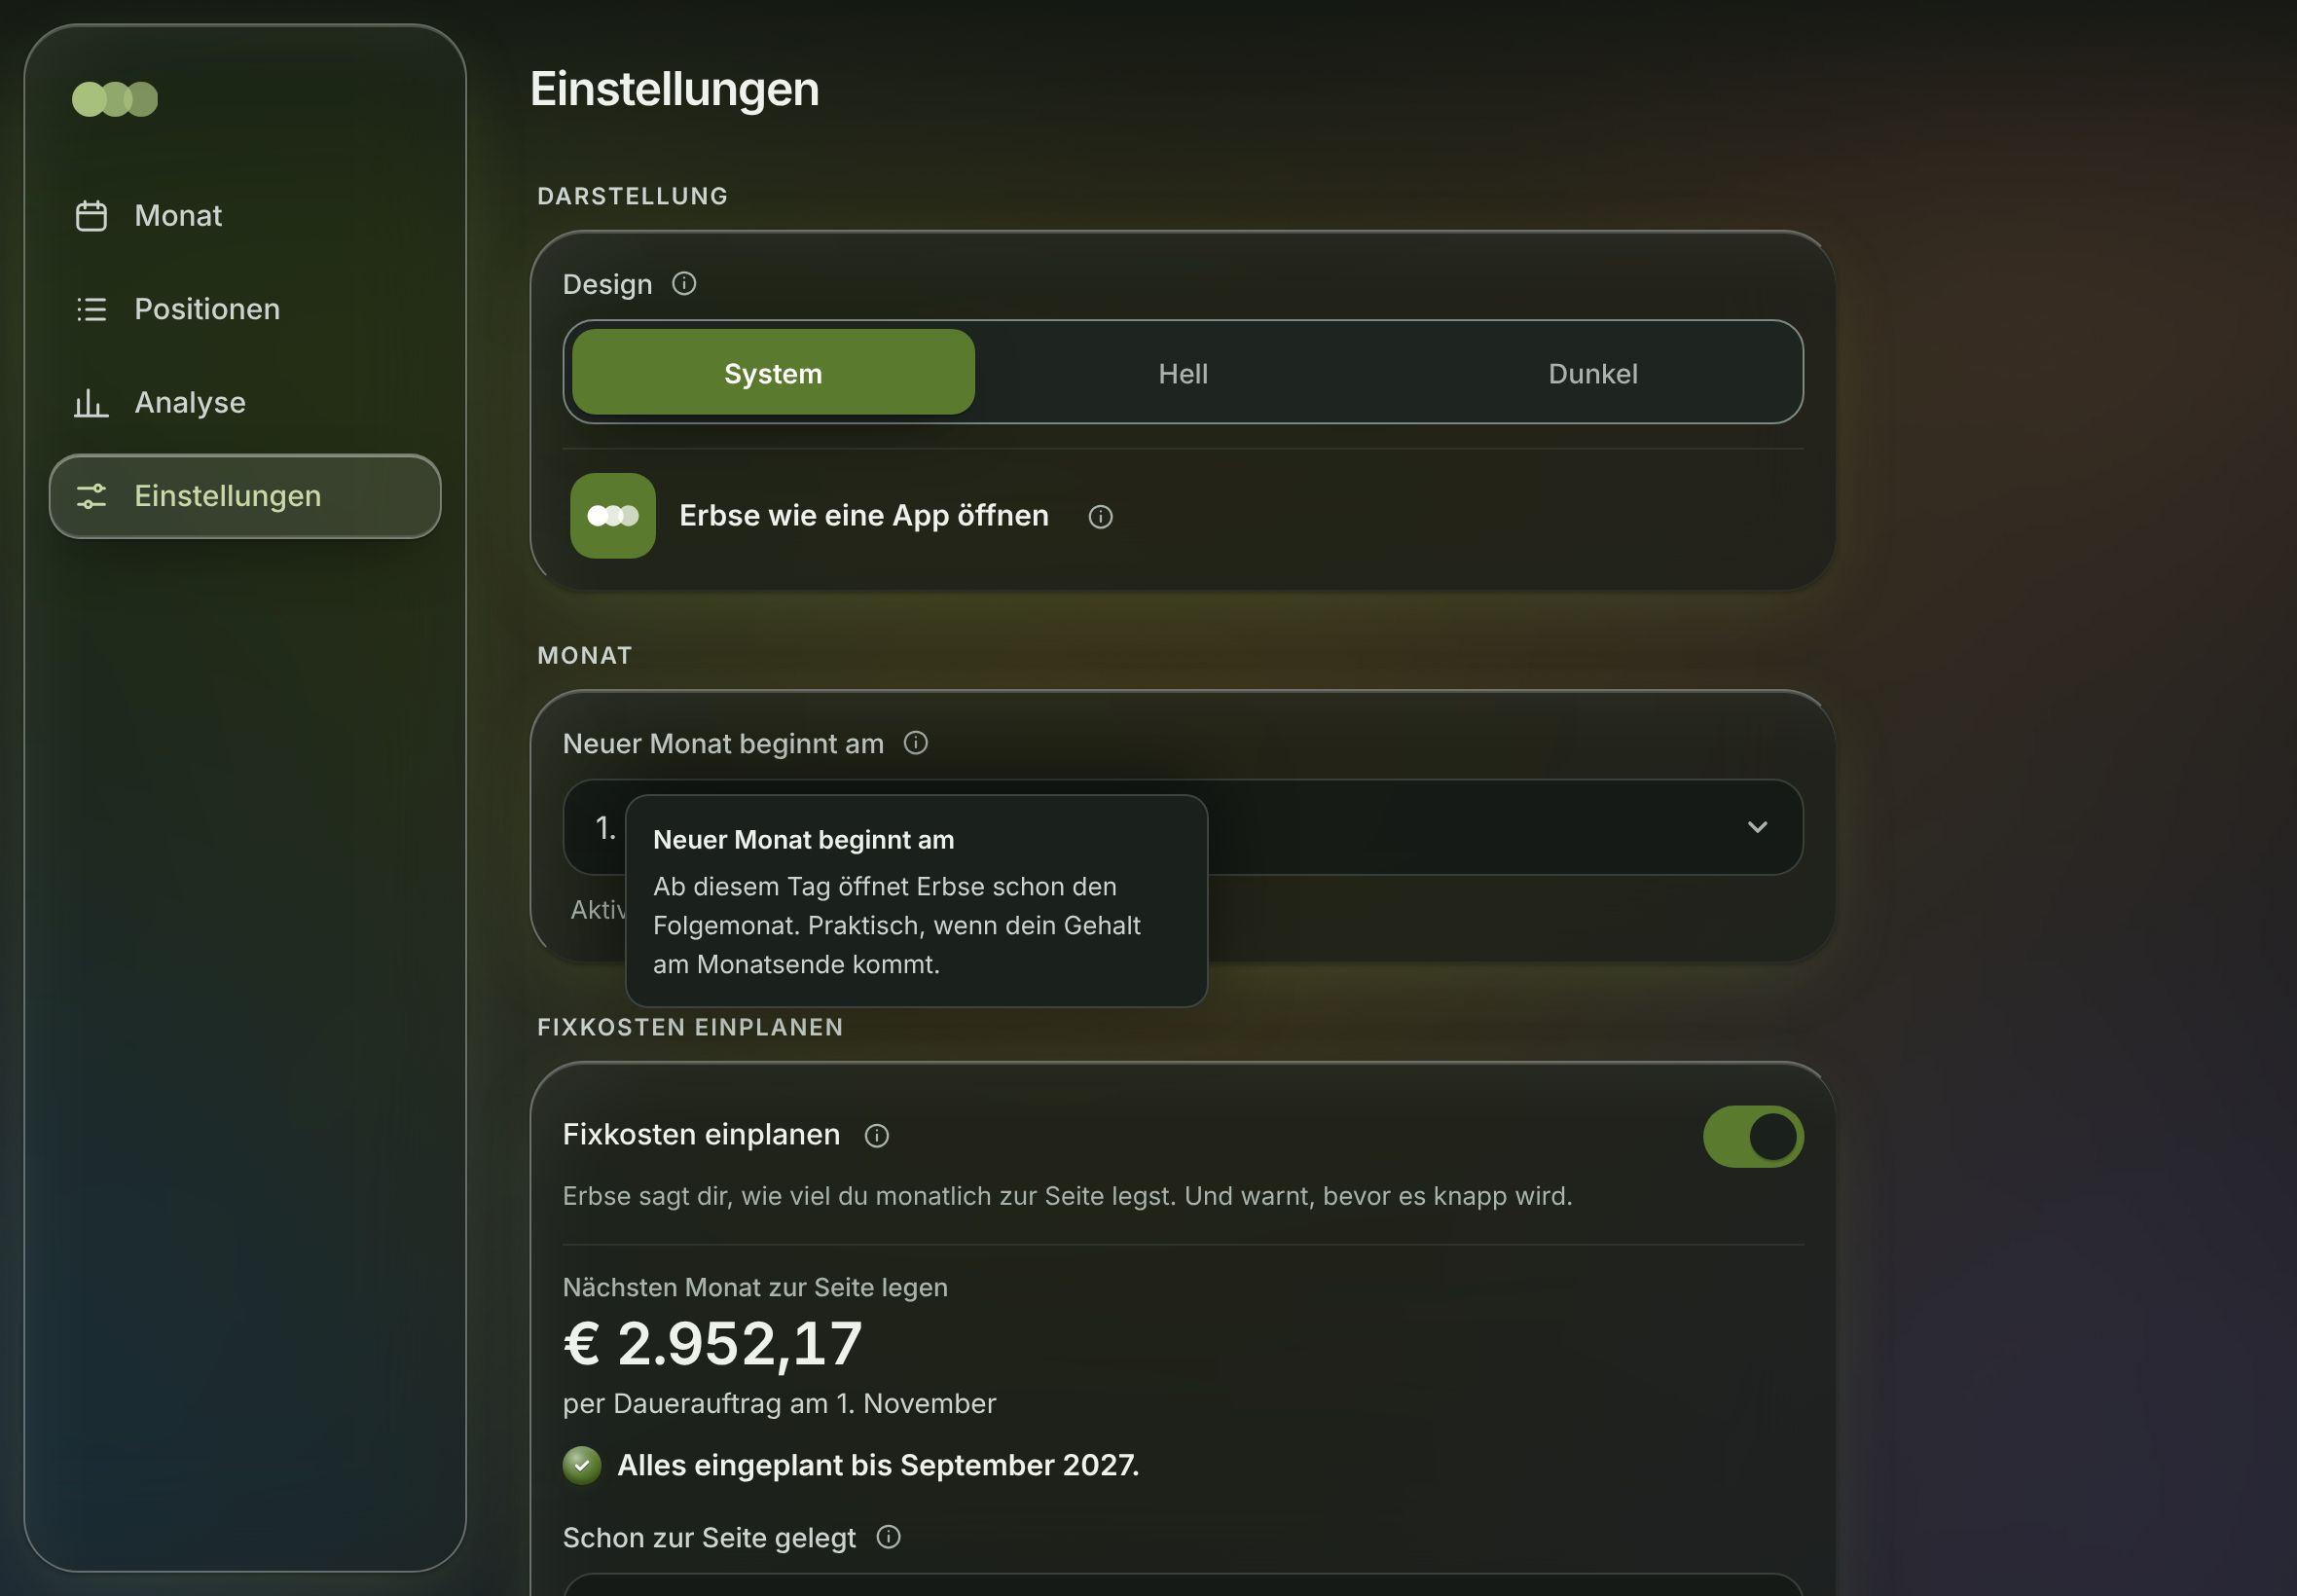 Einstellungen
Monat
Positionen
Analyse
Einstellungen
DARSTELLUNG
Design
System
Hell
Dunkel
Erbse wie eine App öffnen
MONAT
Neuer Monat beginnt am
1.
Neuer Monat beginnt am
Ab diesem Tag öffnet Erbse schon den
Folgemonat. Praktisch, wenn dein Gehalt
am Monatsende kommt.
FIXKOSTEN EINPLANEN
Fixkosten einplanen
Erbse sagt dir, wie viel du monatlich zur Seite legst. Und warnt, bevor es knapp wird.
Nächsten Monat zur Seite legen
€ 2.952,17
per Dauerauftrag am 1. November
Alles eingeplant bis September 2027.
Schon zur Seite gelegt